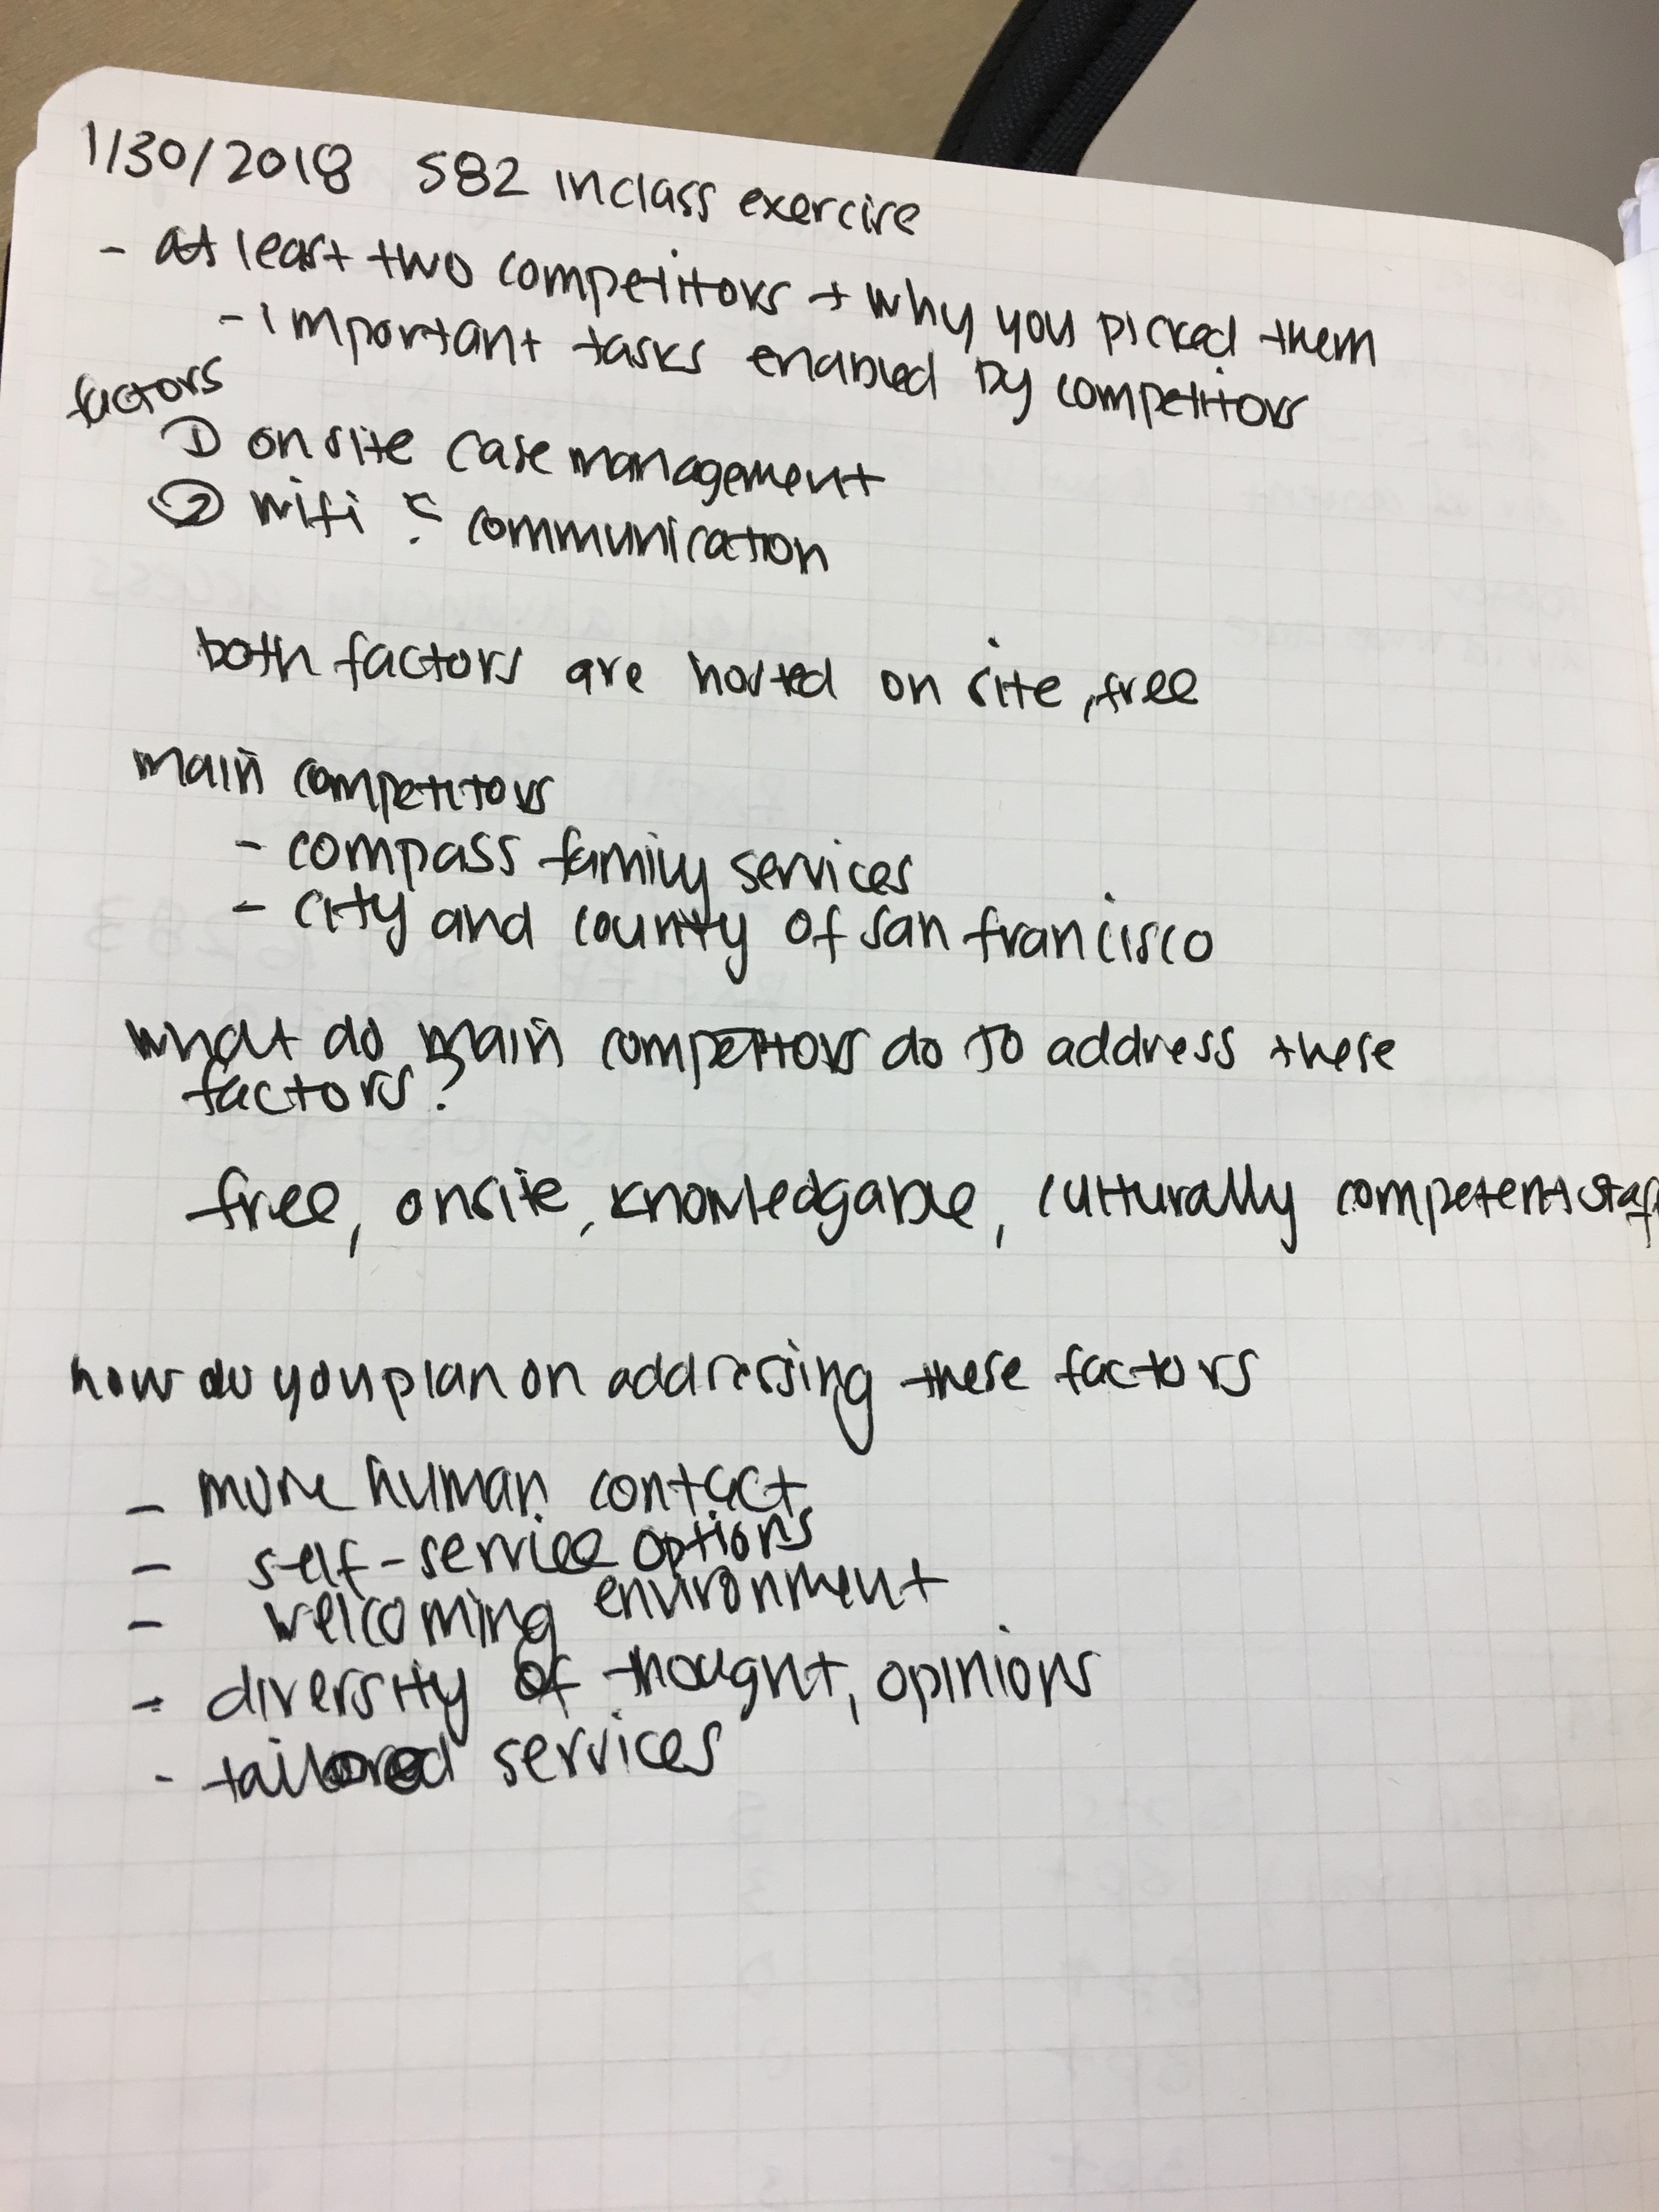 1/30/2018 582 inclass exercise
- at least two competitors + why you picked them
- important tasks enabled by competitors
factors
① onsite case management
② wifi & communication
both factors are hosted on site, free
main competitors
- compass family services
- city and county of san francisco
what do main competitors do to address these
factors?
free, onsite, knowledgable, culturally competent staf
how do you plan on addressing these factors
- more human contact
- self-service options
- welcoming environment
- diversity of thought, opinions
- tailored services